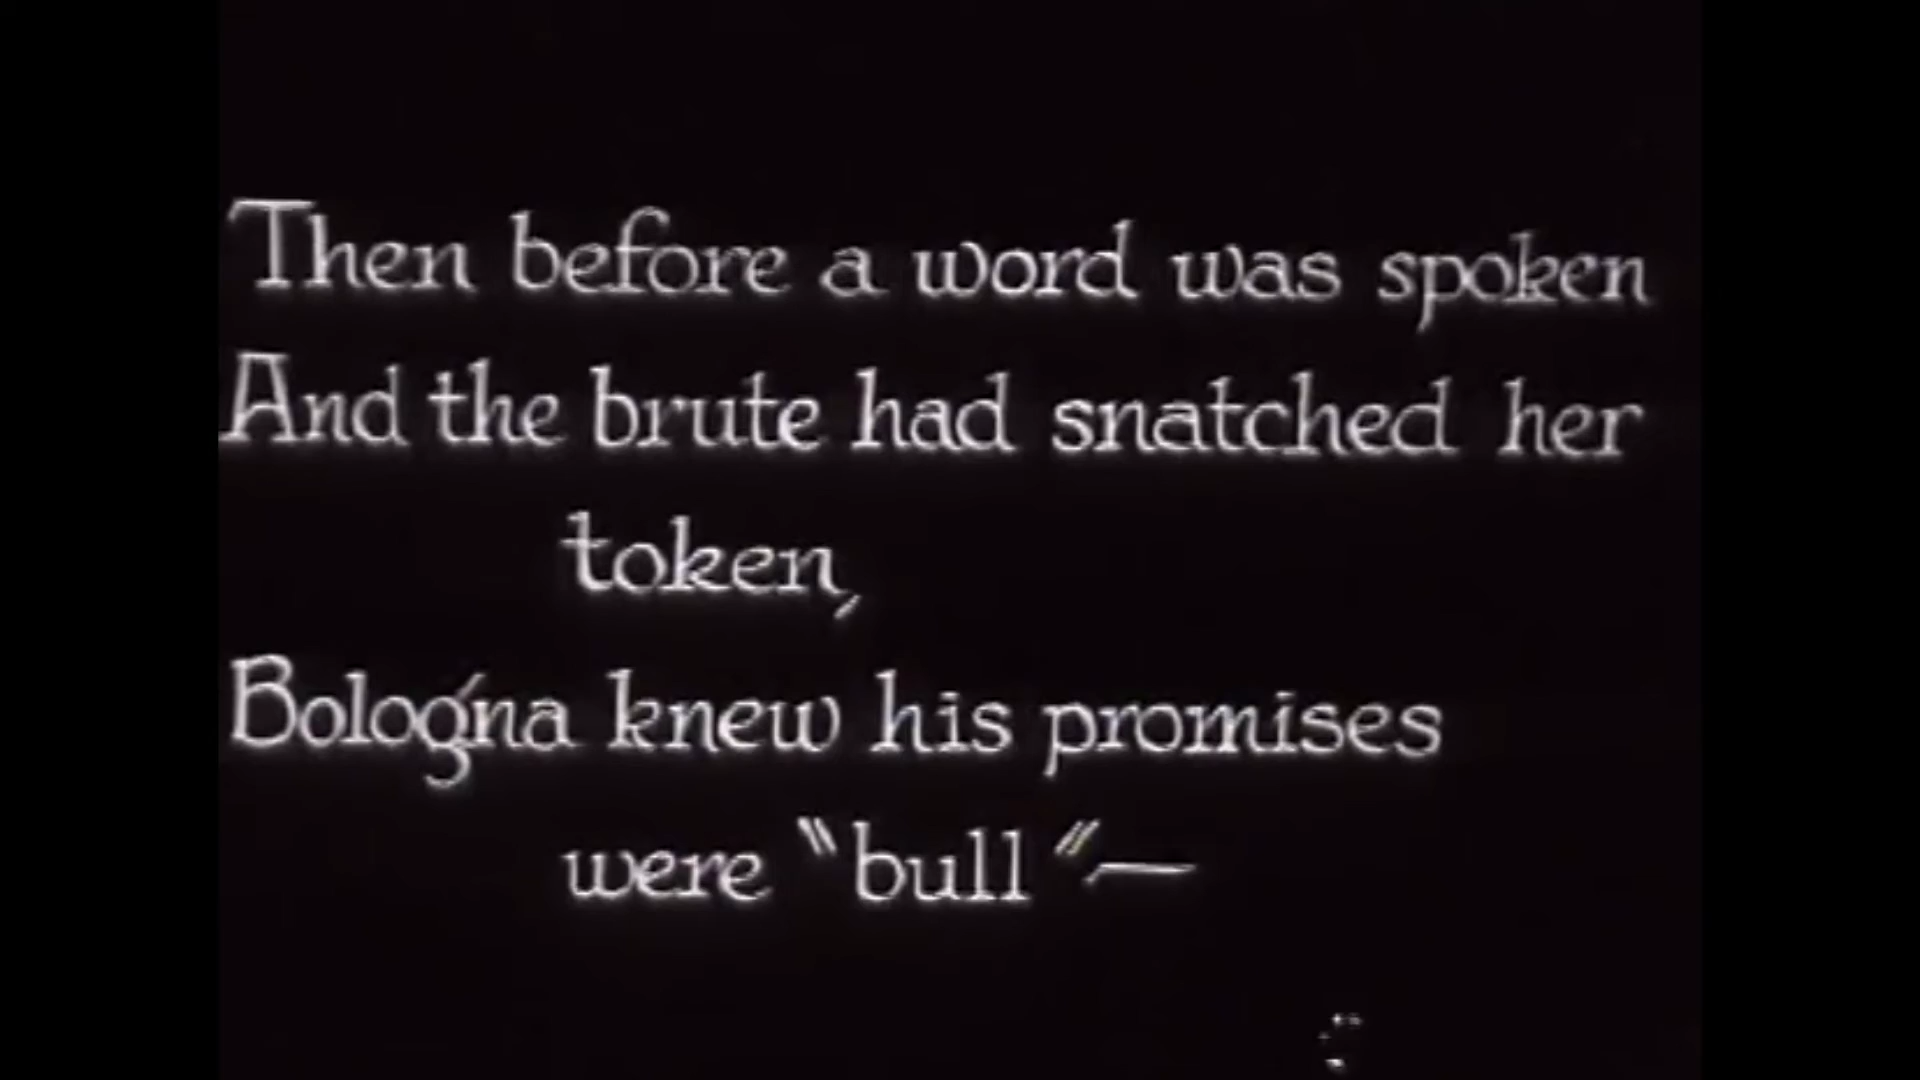 Then before a word was spoken
And the brute had snatched her
token,
Bologna knew his promises
were "bull"—